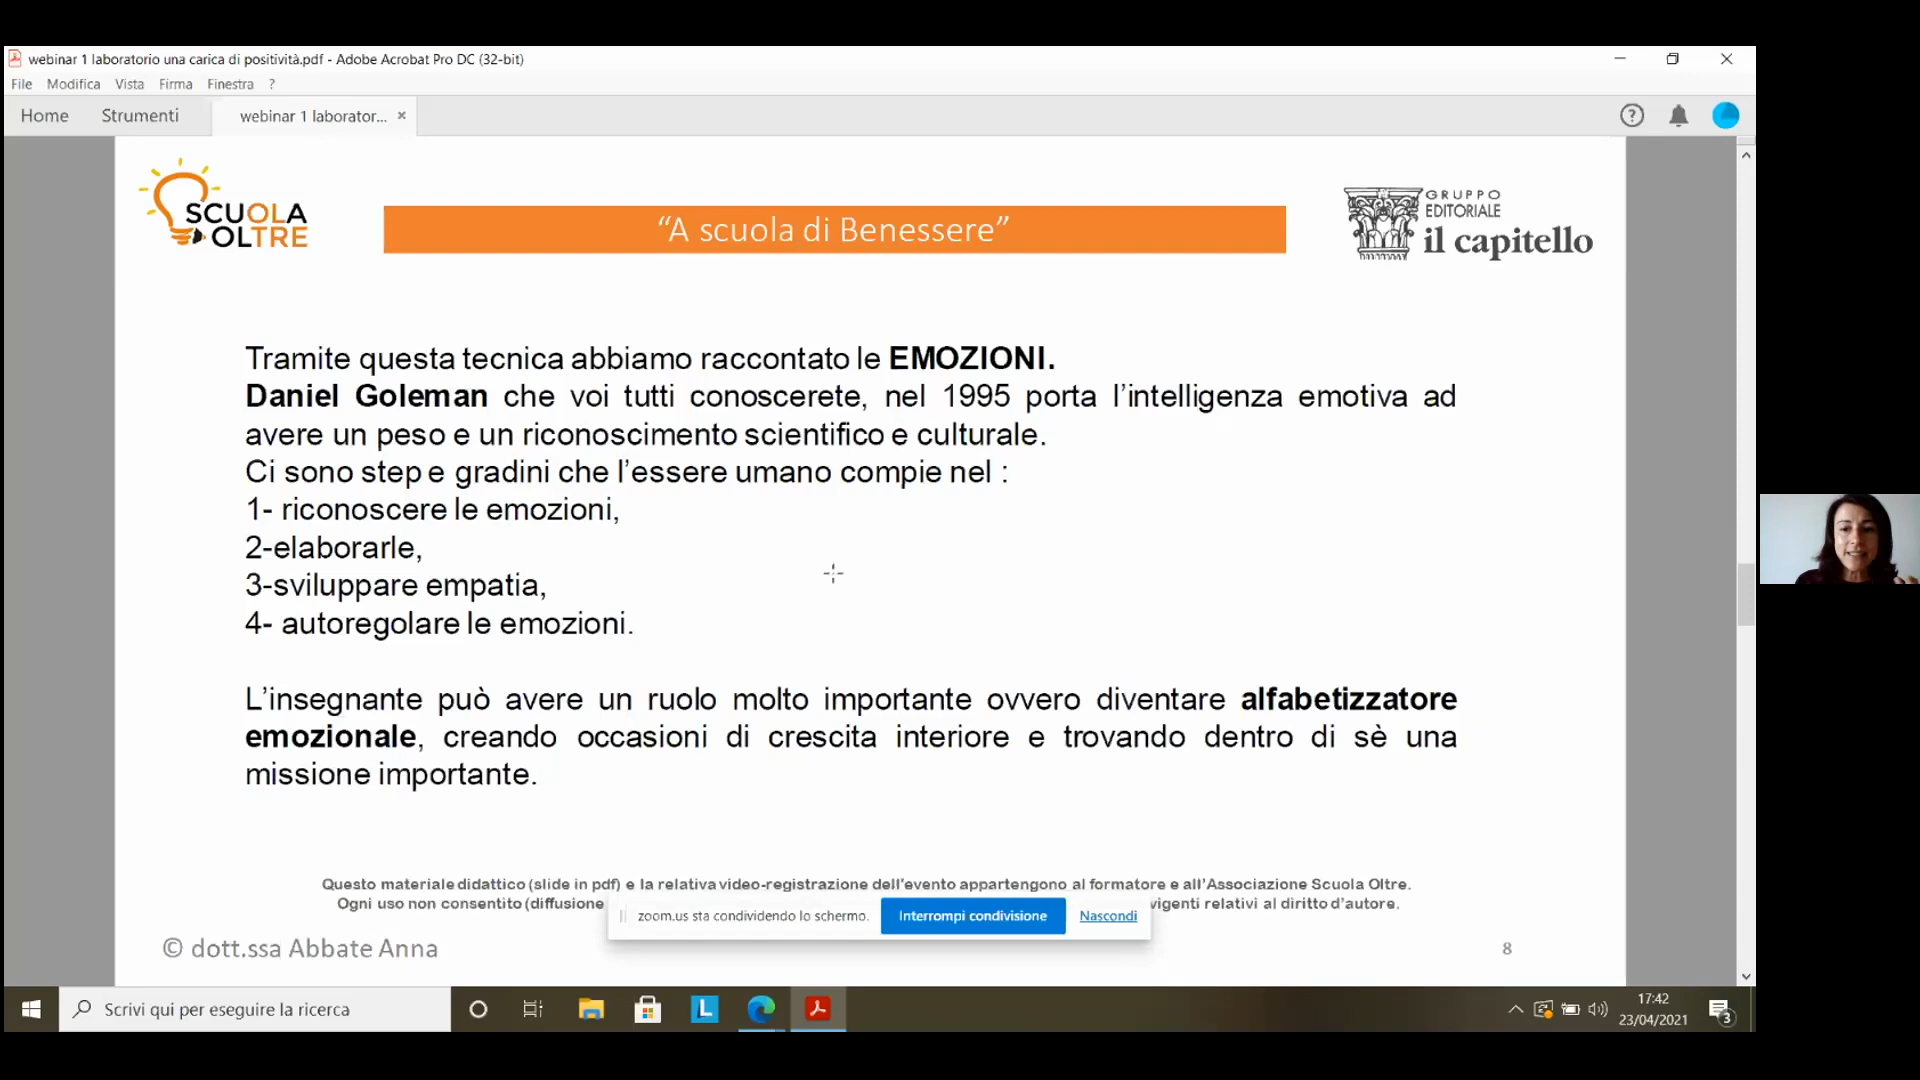 webinar 1 laboratorio una carica di positività.pdf - Adobe Acrobat Pro DC (32-bit)
File Modifica Vista Firma Finestra ?
Home Strumenti webinar 1 laborator... ×
SCUOLA
OLTRE
“A scuola di Benessere”
GRUPPO
EDITORIALE
il capitello
Tramite questa tecnica abbiamo raccontato le EMOZIONI.
Daniel Goleman che voi tutti conoscerete, nel 1995 porta l’intelligenza emotiva ad
avere un peso e un riconoscimento scientifico e culturale.
Ci sono step e gradini che l’essere umano compie nel :
1- riconoscere le emozioni,
2-elaborarle,
3-sviluppare empatia,
4- autoregolare le emozioni.
L’insegnante può avere un ruolo molto importante ovvero diventare alfabetizzatore
emozionale, creando occasioni di crescita interiore e trovando dentro di sè una
missione importante.
Questo materiale didattico (slide in pdf) e la relativa video-registrazione dell'evento appartengono al formatore e all'Associazione Scuola Oltre.
Ogni uso non consentito (diffusione vigenti relativi al diritto d'autore.
zoom.us sta condividendo lo schermo. Interrompi condivisione Nascondi
© dott.ssa Abbate Anna 8
Scrivi qui per eseguire la ricerca
17:42
23/04/2021
3